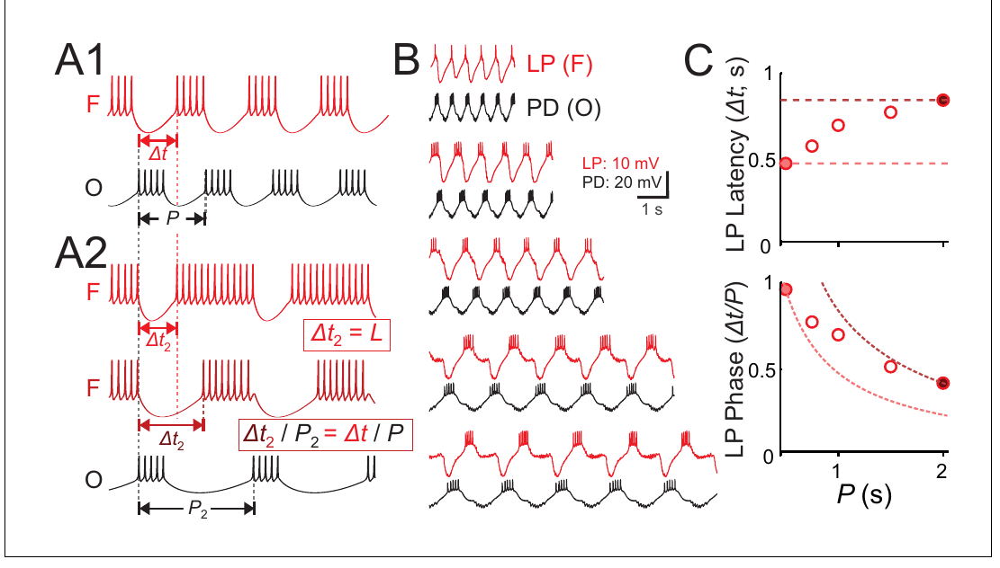 A1
F
Δt
O
P
A2
F
Δt2
Δt2 = L
F
Δt2
Δt2 / P2 = Δt / P
O
P2
B
LP (F)
PD (O)
LP: 10 mV
PD: 20 mV
1 s
C
LP Latency (Δt; s)
1
0.5
0
LP Phase (Δt/P)
1
0.5
0
1
2
P (s)